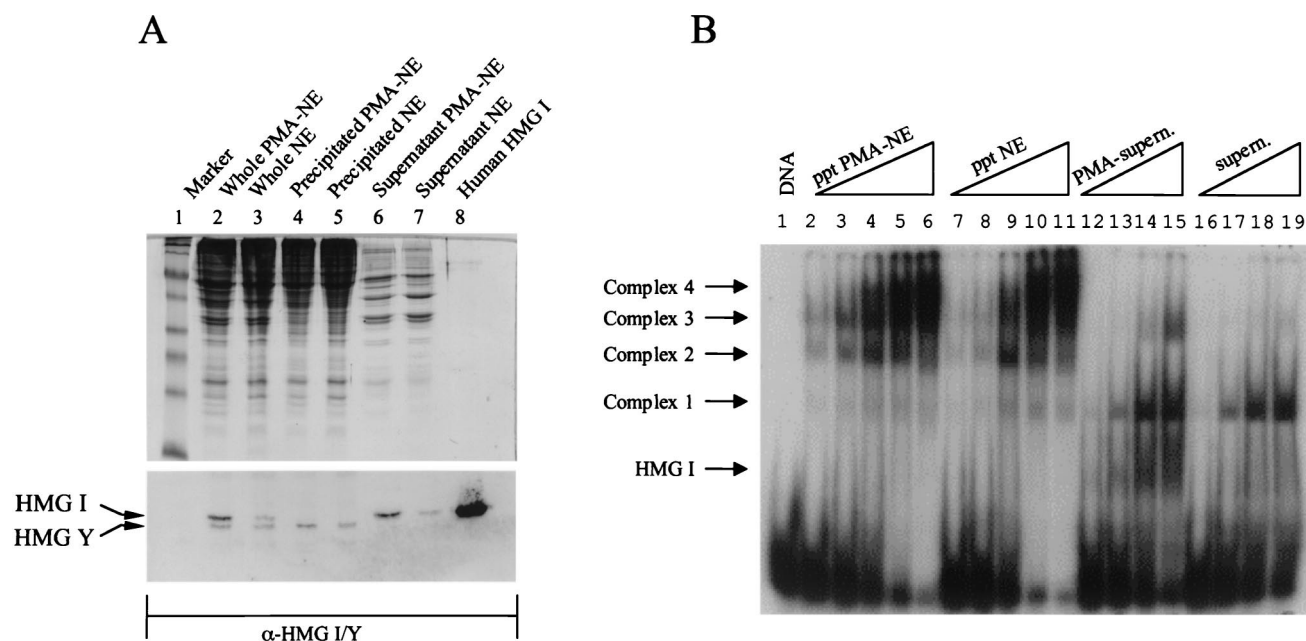 A
Marker
Whole PMA-NE
Whole NE
Precipitated PMA-NE
Precipitated NE
Supernatant PMA-NE
Supernatant NE
Human HMG I
1 2 3 4 5 6 7 8
HMG I
HMG Y
α-HMG I/Y
B
DNA
ppt PMA-NE
ppt NE
PMA-supern.
supern.
1 2 3 4 5 6 7 8 9 10 11 12 13 14 15 16 17 18 19
Complex 4
Complex 3
Complex 2
Complex 1
HMG I